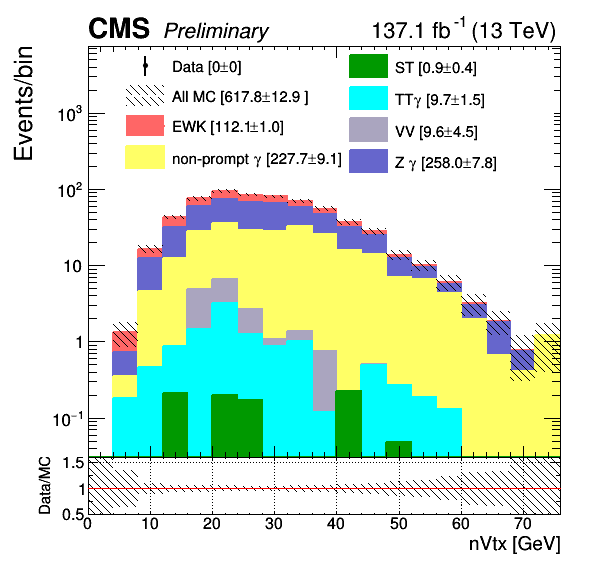 CMS Preliminary 137.1 fb⁻¹ (13 TeV)
Events/bin
Data [0±0]
All MC [617.8±12.9 ]
EWK [112.1±1.0]
non-prompt γ [227.7±9.1]
ST [0.9±0.4]
TTγ [9.7±1.5]
VV [9.6±4.5]
Z γ [258.0±7.8]
10³
10²
10
1
10⁻¹
Data/MC
1.5
1
0.5
0 10 20 30 40 50 60 70
nVtx [GeV]